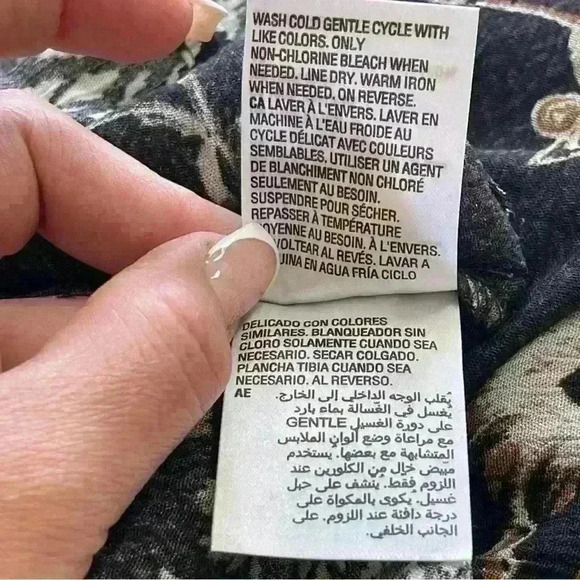 WASH COLD GENTLE CYCLE WITH
LIKE COLORS. ONLY
NON-CHLORINE BLEACH WHEN
NEEDED. LINE DRY. WARM IRON
WHEN NEEDED, ON REVERSE.
CA LAVER À L'ENVERS. LAVER EN
MACHINE À L'EAU FROIDE AU
CYCLE DÉLICAT AVEC COULEURS
SEMBLABLES. UTILISER UN AGENT
DE BLANCHIMENT NON CHLORÉ
SEULEMENT AU BESOIN.
SUSPENDRE POUR SÉCHER.
REPASSER À TEMPÉRATURE
OYENNE AU BESOIN. À L'ENVERS.
VOLTEAR AL REVÉS. LAVAR A
UINA EN AGUA FRÍA CICLO
DELICADO CON COLORES
SIMILARES. BLANQUEADOR SIN
CLORO SOLAMENTE CUANDO SEA
NECESARIO. SECAR COLGADO.
PLANCHA TIBIA CUANDO SEA
NECESARIO. AL REVERSO.
AE يُقلب الوجه الداخلي إلى الخارج.
يُغسل في الغسالة بماء بارد
على دورة الغسيل GENTLE
مع مراعاة وضع ألوان الملابس
المتشابهة مع بعضها. يستخدم
مبيض خالٍ من الكلورين عند
اللزوم فقط. يُنشف على حبل
غسيل. يُكوى بالمكواة على
درجة دافئة عند اللزوم. على
الجانب الخلفي.